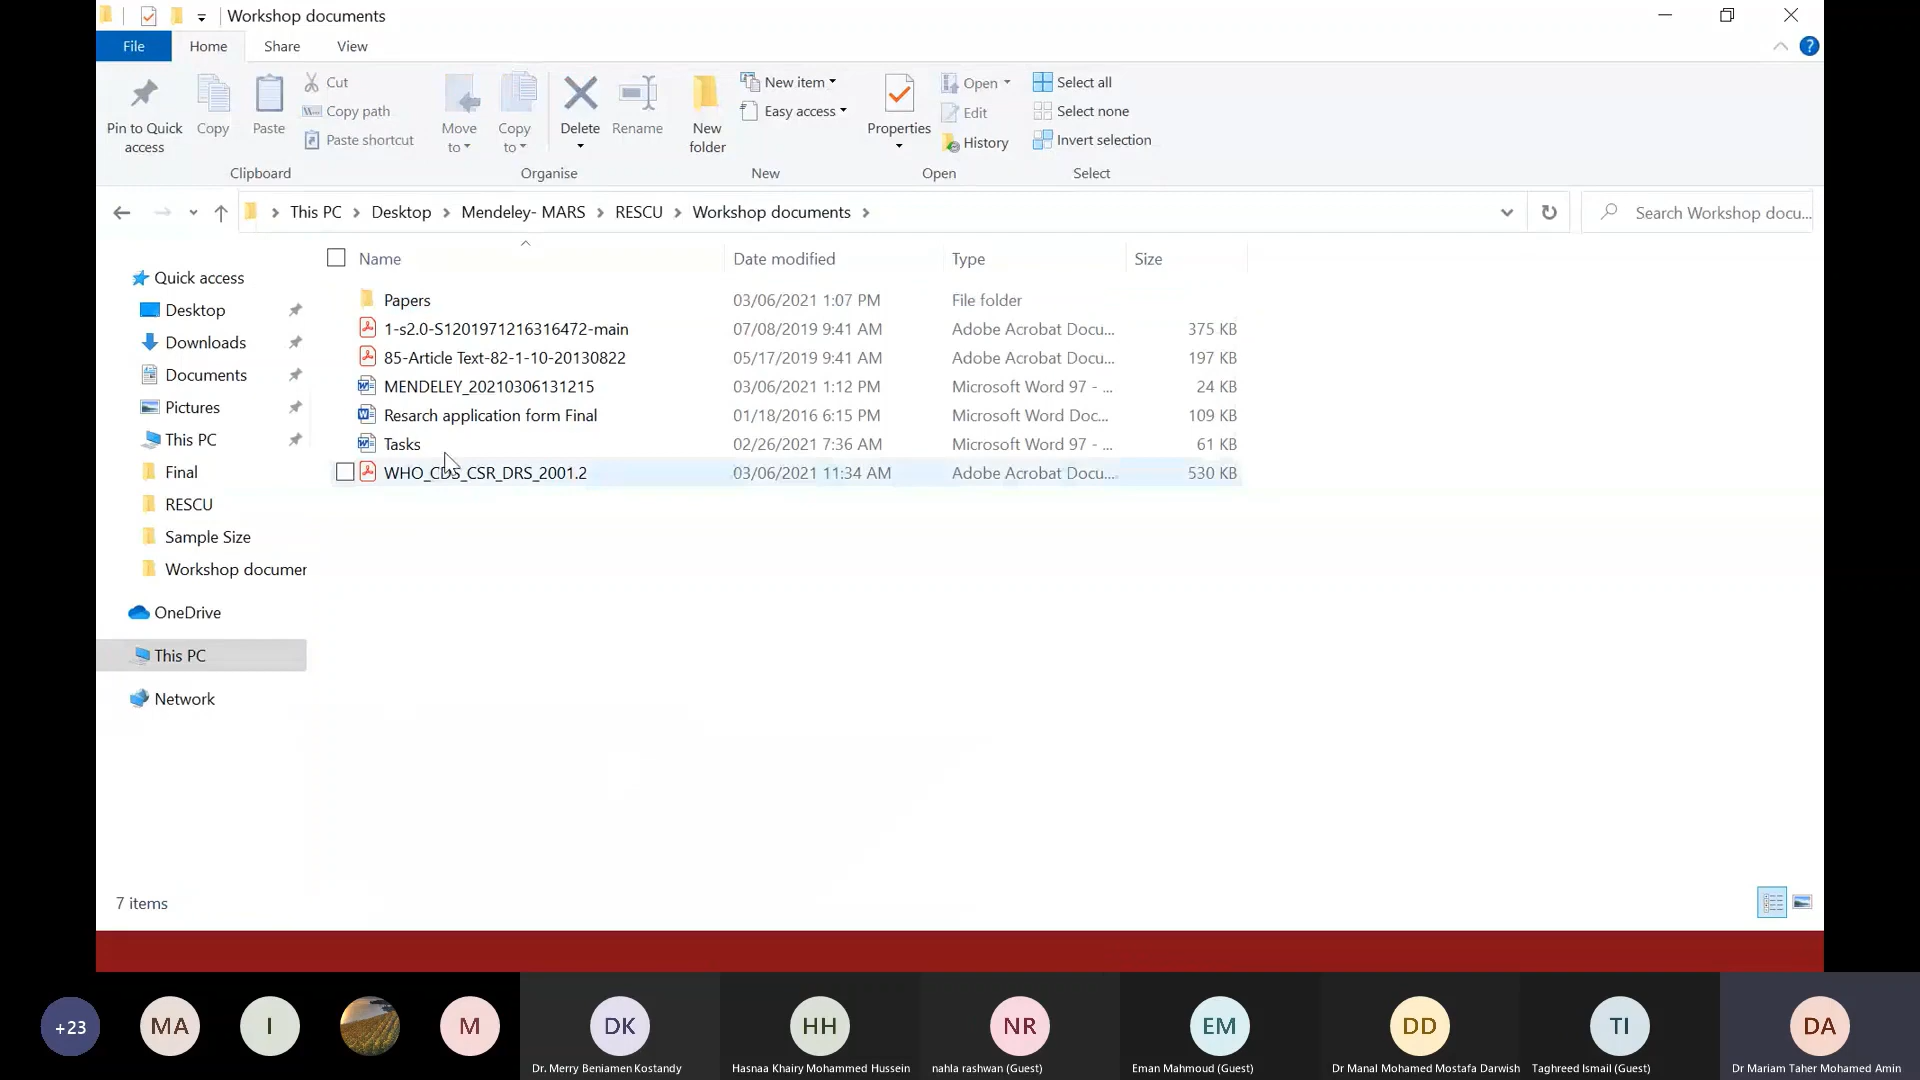 Workshop documents
File Home Share View
Pin to Quick access
Copy
Paste
Cut
Copy path
Paste shortcut
Clipboard
Move to
Copy to
Delete
Rename
Organise
New folder
New item
Easy access
New
Properties
Open
Edit
History
Open
Select all
Select none
Invert selection
Select
This PC > Desktop > Mendeley- MARS > RESCU > Workshop documents >
Search Workshop docu...
Name Date modified Type Size
Papers 03/06/2021 1:07 PM File folder
1-s2.0-S1201971216316472-main 07/08/2019 9:41 AM Adobe Acrobat Docu... 375 KB
85-Article Text-82-1-10-20130822 05/17/2019 9:41 AM Adobe Acrobat Docu... 197 KB
MENDELEY_20210306131215 03/06/2021 1:12 PM Microsoft Word 97 - ... 24 KB
Resarch application form Final 01/18/2016 6:15 PM Microsoft Word Doc... 109 KB
Tasks 02/26/2021 7:36 AM Microsoft Word 97 - ... 61 KB
WHO_CDS_CSR_DRS_2001.2 03/06/2021 11:34 AM Adobe Acrobat Docu... 530 KB
Quick access
Desktop
Downloads
Documents
Pictures
This PC
Final
RESCU
Sample Size
Workshop documer
OneDrive
This PC
Network
7 items
+23 MA I M DK HH NR EM DD TI DA
Dr. Merry Beniamen Kostandy
Hasnaa Khairy Mohammed Hussein
nahla rashwan (Guest)
Eman Mahmoud (Guest)
Dr Manal Mohamed Mostafa Darwish
Taghreed Ismail (Guest)
Dr Mariam Taher Mohamed Amin